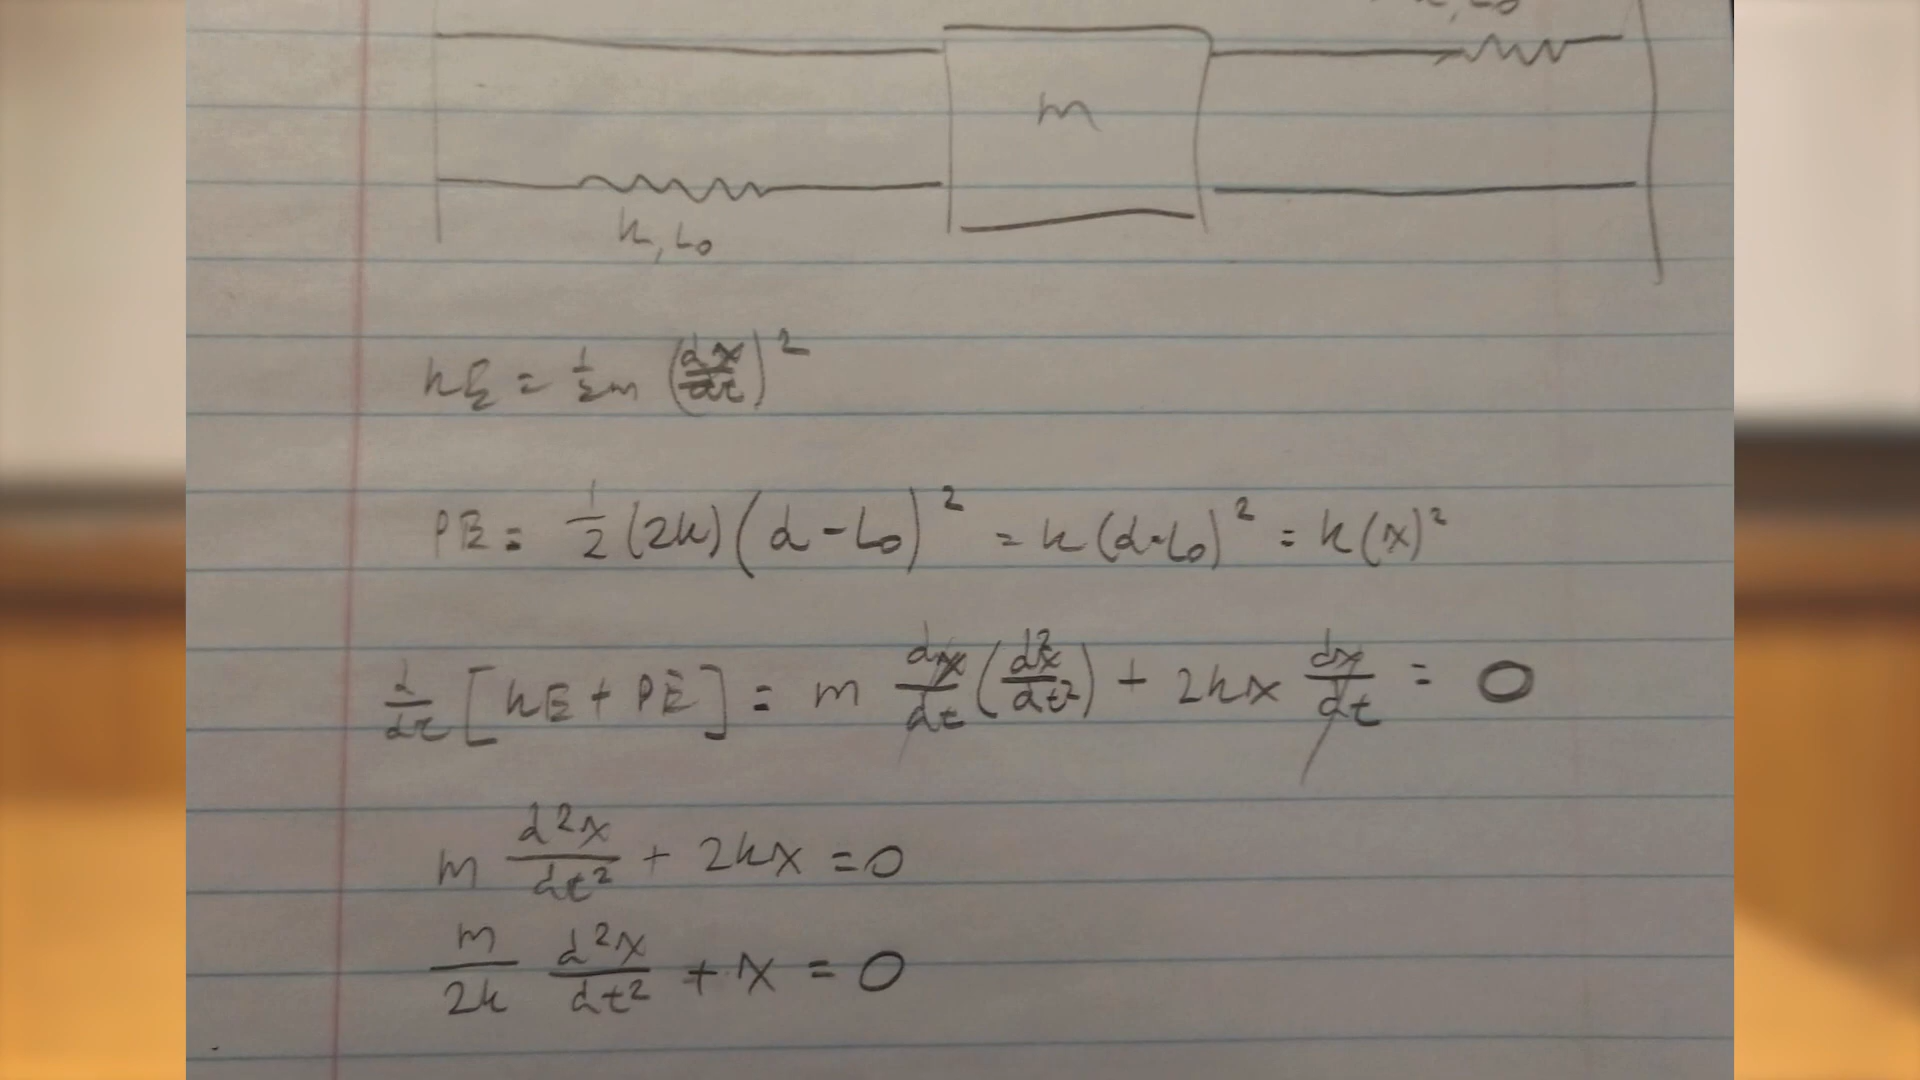 k, L₀
m
k, L₀
KE = ½m (dx/dt)²
PE = 1/2 (2k)(d - L₀)² = k(d-L₀)² = k(x)²
d/dt [KE + PE] = m dx/dt (d²x/dt²) + 2kx dx/dt = 0
m d²x/dt² + 2kx = 0
m/2k d²x/dt² + x = 0